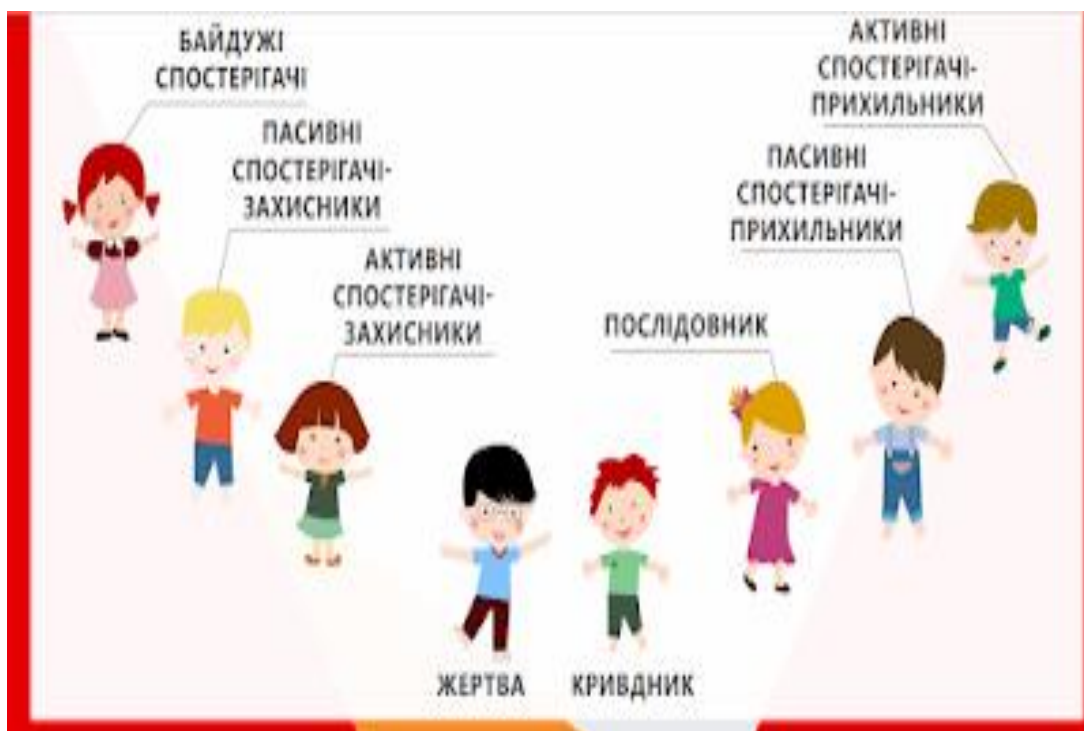 БАЙДУЖІ
СПОСТЕРІГАЧІ
ПАСИВНІ
СПОСТЕРІГАЧІ-
ЗАХИСНИКИ
АКТИВНІ
СПОСТЕРІГАЧІ-
ЗАХИСНИКИ
ЖЕРТВА
КРИВДНИК
ПОСЛІДОВНИК
ПАСИВНІ
СПОСТЕРІГАЧІ-
ПРИХИЛЬНИКИ
АКТИВНІ
СПОСТЕРІГАЧІ-
ПРИХИЛЬНИКИ